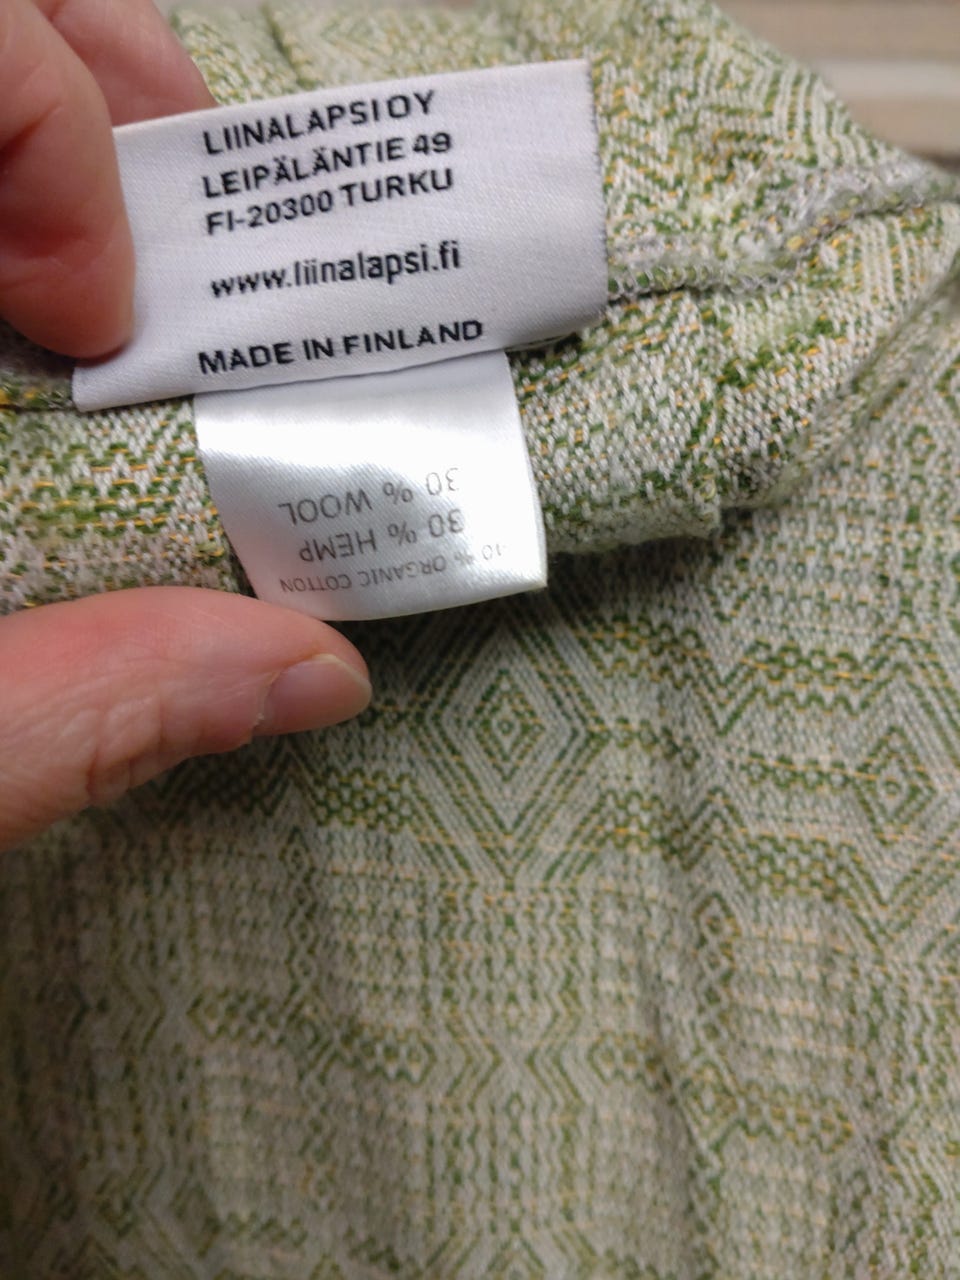 LIINALAPSI OY
LEIPÄLÄNTIE 49
FI-20300 TURKU
www.liinalapsi.fi
MADE IN FINLAND
40 % ORGANIC COTTON
30 % HEMP
30 % WOOL